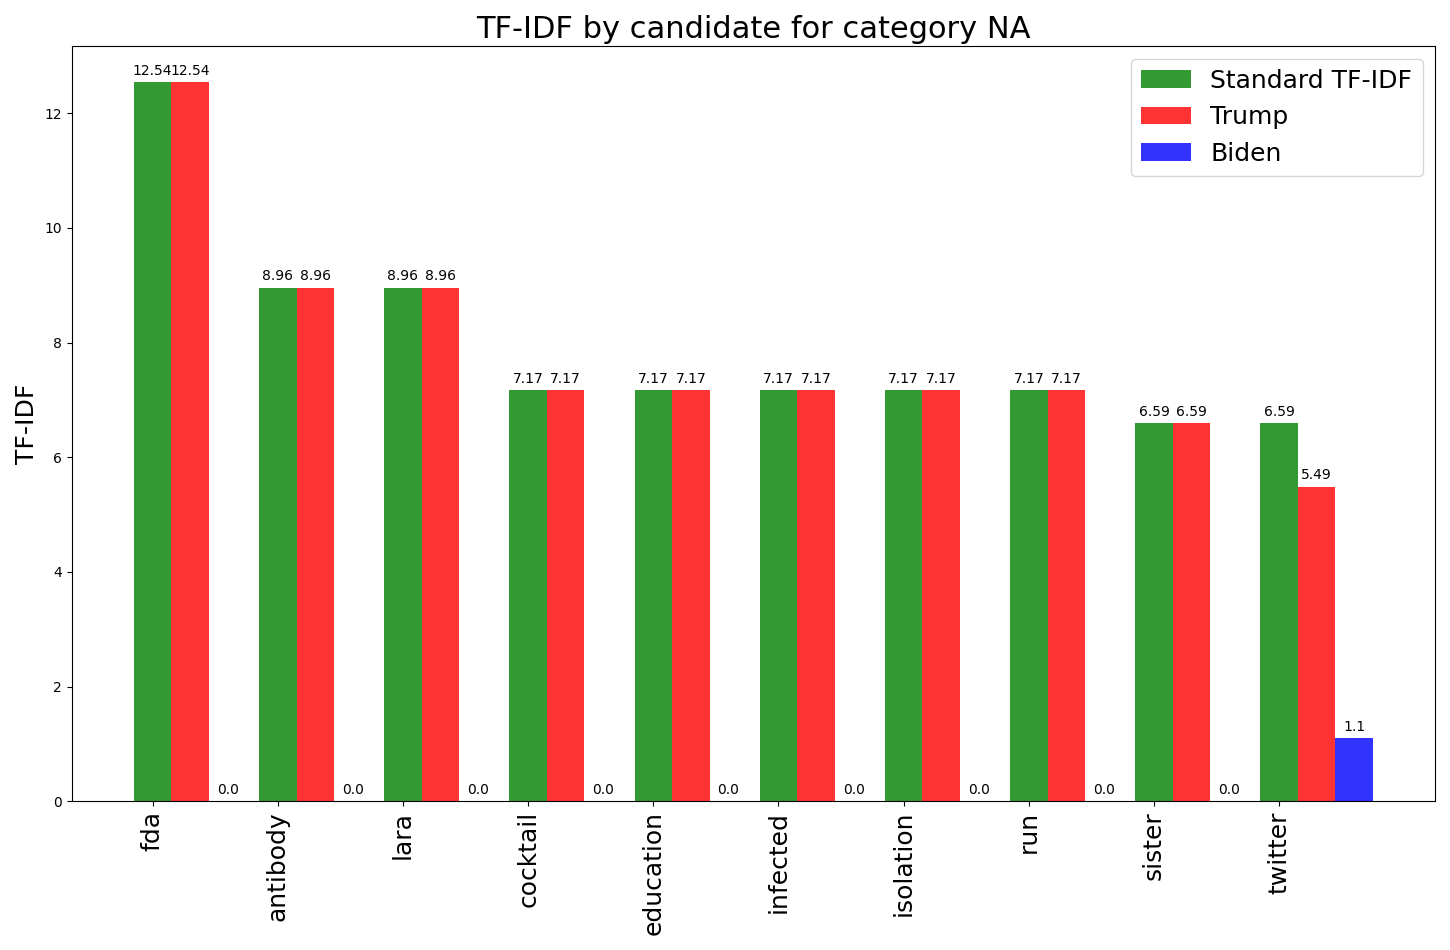 TF-IDF by candidate for category NA
Standard TF-IDF
Trump
Biden
TF-IDF
12
10
8
6
4
2
0
12.54 12.54 0.0
8.96 8.96 0.0
8.96 8.96 0.0
7.17 7.17 0.0
7.17 7.17 0.0
7.17 7.17 0.0
7.17 7.17 0.0
7.17 7.17 0.0
6.59 6.59 0.0
6.59 5.49 1.1
fda
antibody
lara
cocktail
education
infected
isolation
run
sister
twitter